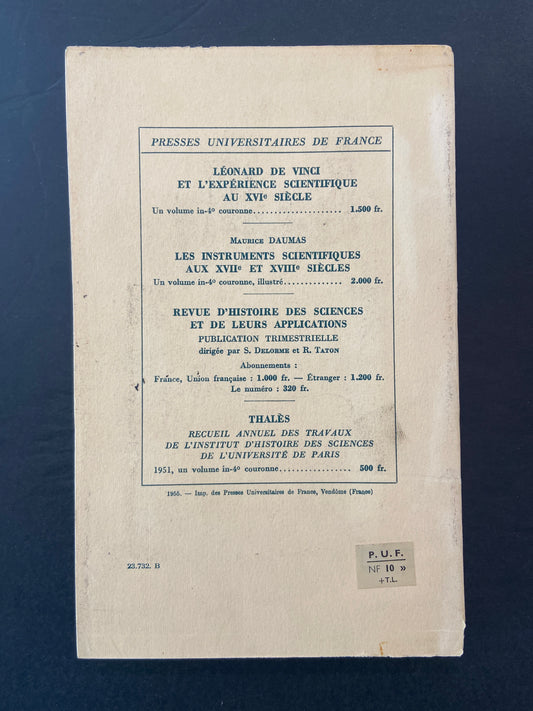 PRESSES UNIVERSITAIRES DE FRANCE
LÉONARD DE VINCI
ET L'EXPÉRIENCE SCIENTIFIQUE
AU XVIe SIÈCLE
Un volume in-4º couronne..................... 1.500 fr.
Maurice DAUMAS
LES INSTRUMENTS SCIENTIFIQUES
AUX XVIIe ET XVIIIe SIÈCLES
Un volume in-4º couronne, illustré.............. 2.000 fr.
REVUE D'HISTOIRE DES SCIENCES
ET DE LEURS APPLICATIONS
PUBLICATION TRIMESTRIELLE
dirigée par S. Delorme et R. Taton
Abonnements :
France, Union française : 1.000 fr. — Étranger : 1.200 fr.
Le numéro : 320 fr.
THALÈS
RECUEIL ANNUEL DES TRAVAUX
DE L'INSTITUT D'HISTOIRE DES SCIENCES
DE L'UNIVERSITÉ DE PARIS
1951, un volume in-4º couronne................. 500 fr.
1955. — Imp. des Presses Universitaires de France, Vendôme (France)
23.732. B
P. U. F.
NF 10 »
+T.L.